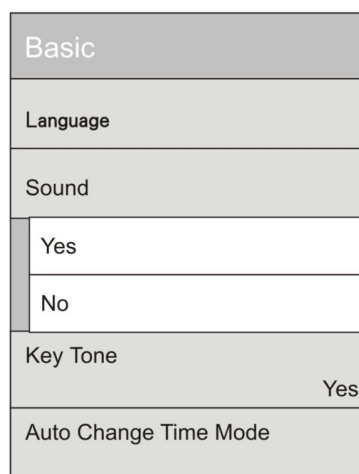 Basic
Language
Sound
Yes
No
Key Tone
Yes
Auto Change Time Mode